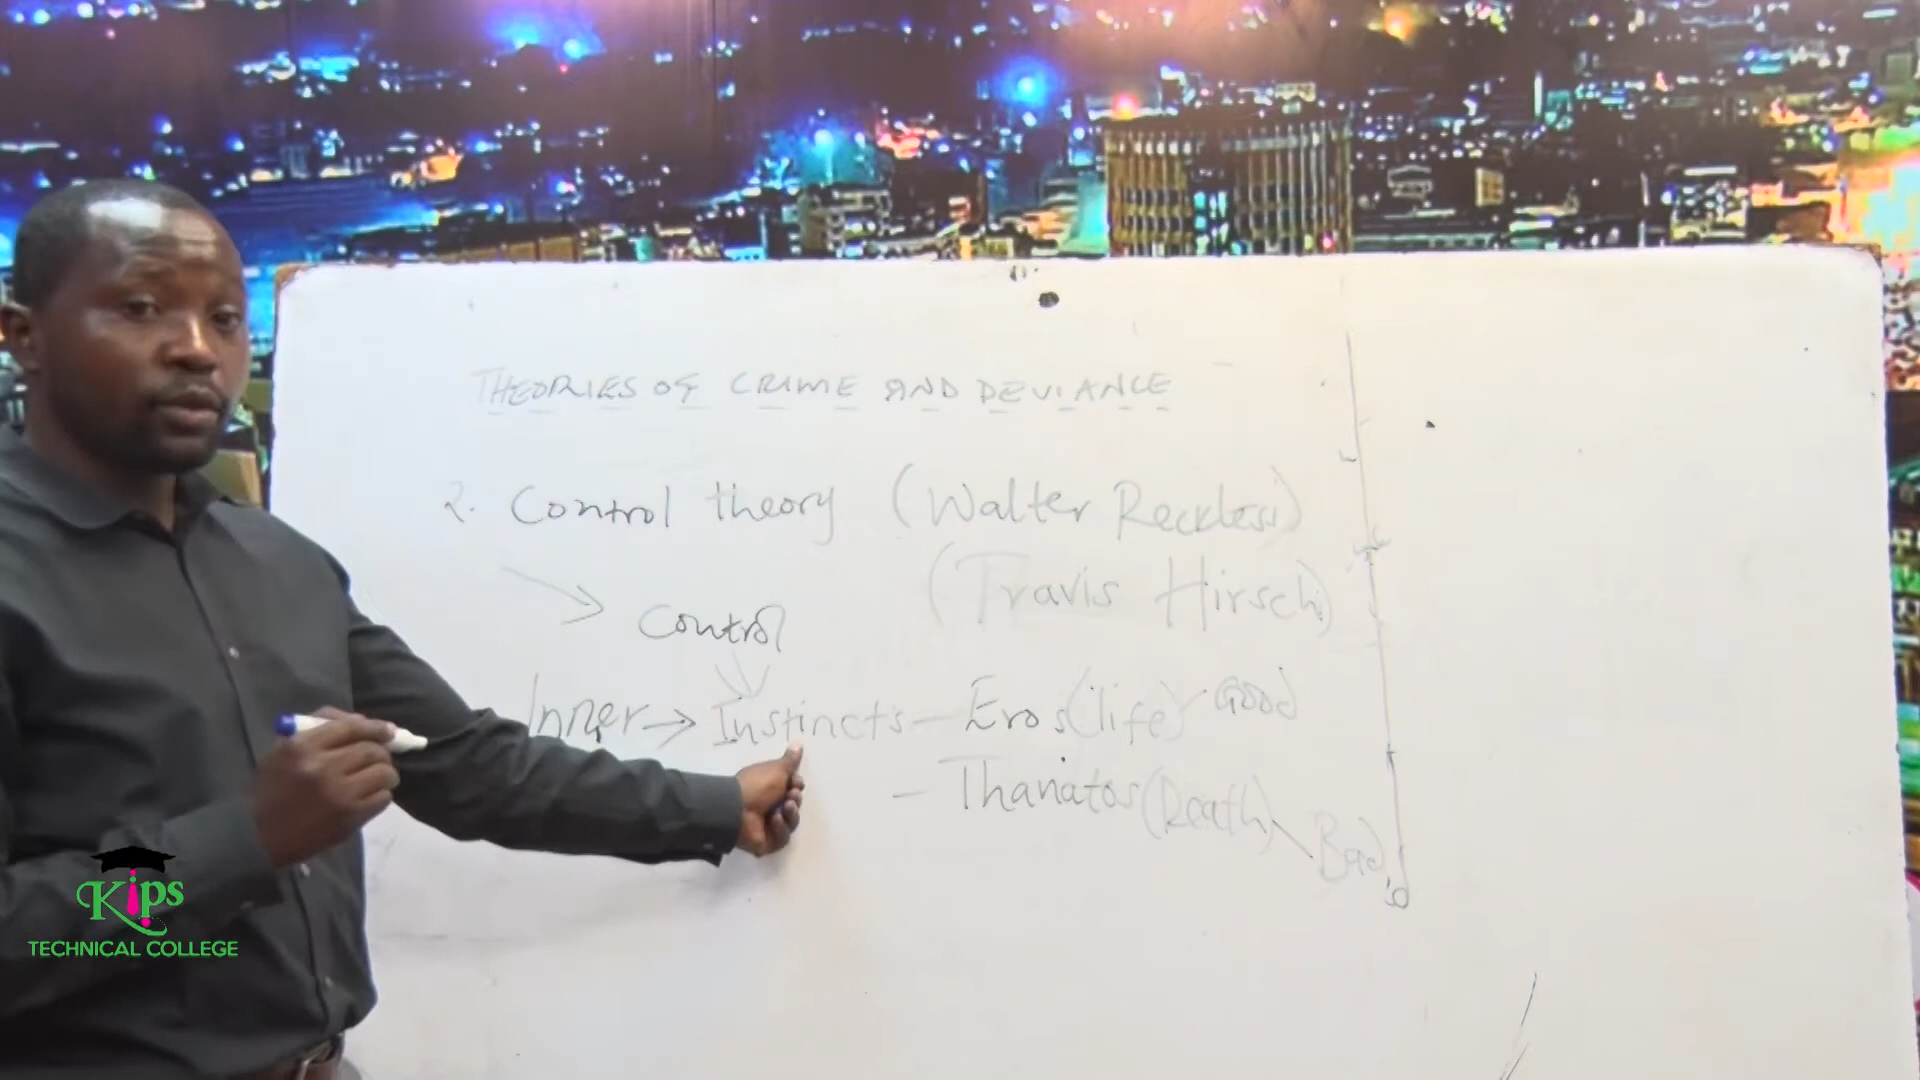 THEORIES OF CRIME AND DEVIANCE
2. Control theory (Walter Reckless)
(Travis Hirsch)
Control
Inner → Instincts - Eros (life) Good
- Thanatos (Death) Bad
Kips
TECHNICAL COLLEGE